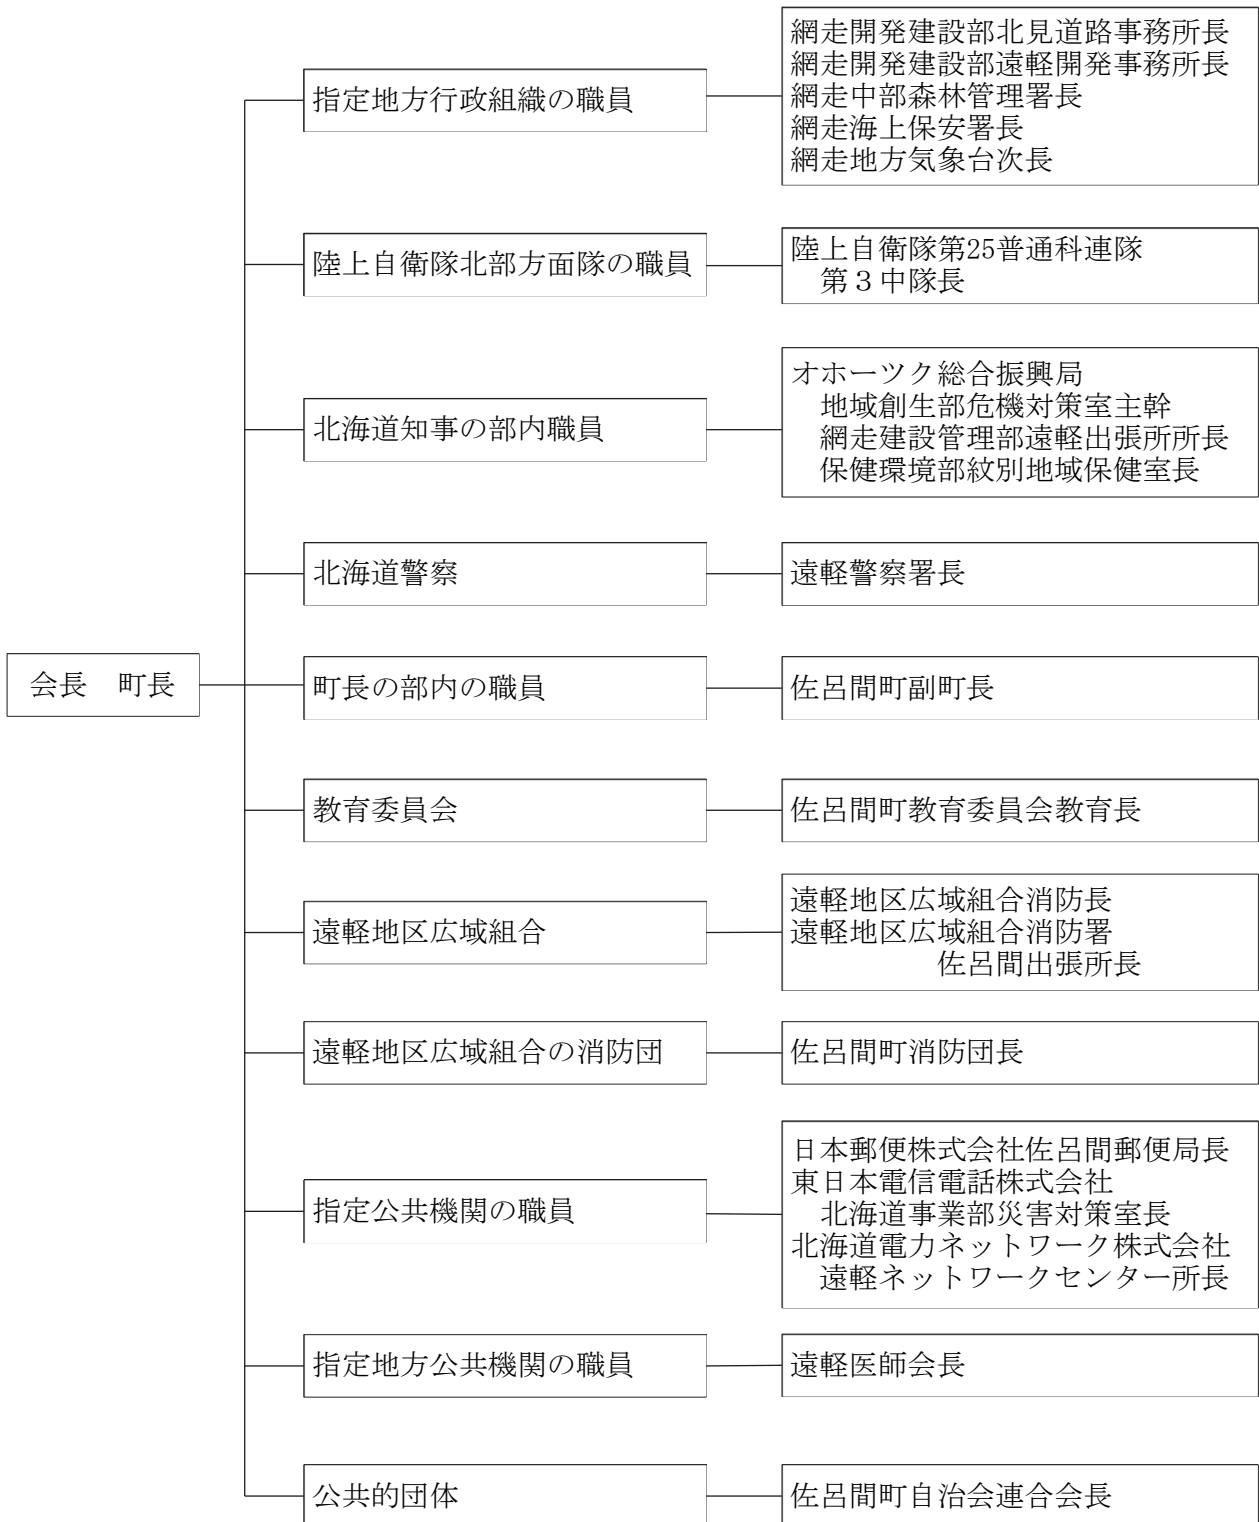 会長　町長
指定地方行政組織の職員
網走開発建設部北見道路事務所長
網走開発建設部遠軽開発事務所長
網走中部森林管理署長
網走海上保安署長
網走地方気象台次長
陸上自衛隊北部方面隊の職員
陸上自衛隊第25普通科連隊
第３中隊長
北海道知事の部内職員
オホーツク総合振興局
地域創生部危機対策室主幹
網走建設管理部遠軽出張所所長
保健環境部紋別地域保健室長
北海道警察
遠軽警察署長
町長の部内の職員
佐呂間町副町長
教育委員会
佐呂間町教育委員会教育長
遠軽地区広域組合
遠軽地区広域組合消防長
遠軽地区広域組合消防署
佐呂間出張所長
遠軽地区広域組合の消防団
佐呂間町消防団長
指定公共機関の職員
日本郵便株式会社佐呂間郵便局長
東日本電信電話株式会社
北海道事業部災害対策室長
北海道電力ネットワーク株式会社
遠軽ネットワークセンター所長
指定地方公共機関の職員
遠軽医師会長
公共的団体
佐呂間町自治会連合会長